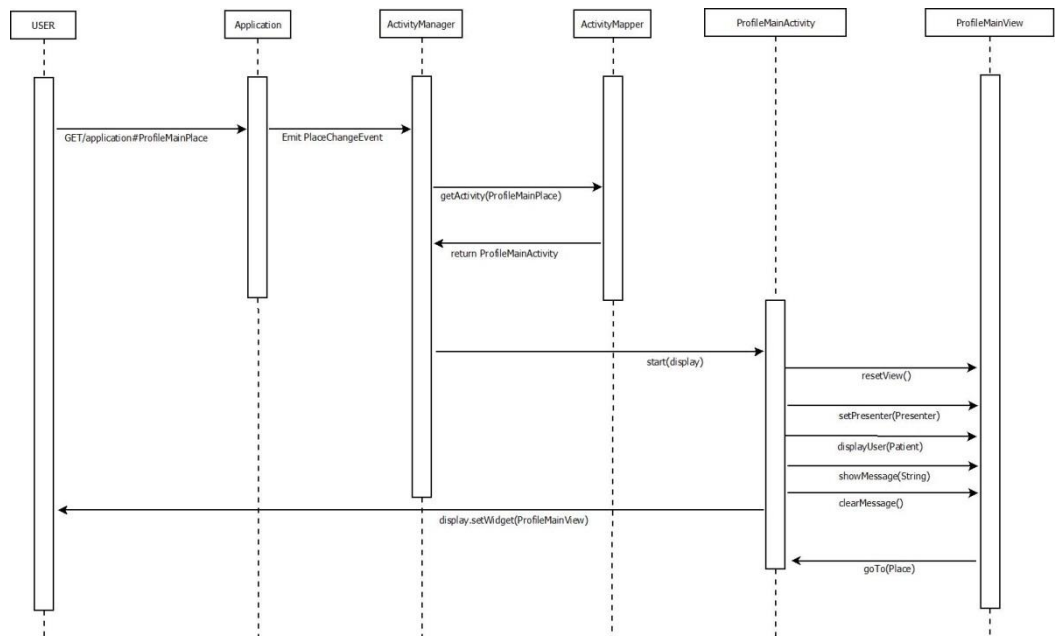 USER
Application
ActivityManager
ActivityMapper
ProfileMainActivity
ProfileMainView
GET/application#ProfileMainPlace
Emit PlaceChangeEvent
getActivity(ProfileMainPlace)
return ProfileMainActivity
start(display)
resetView()
setPresenter(Presenter)
displayUser(Patient)
showMessage(String)
clearMessage()
display.setWidget(ProfileMainView)
goTo(Place)